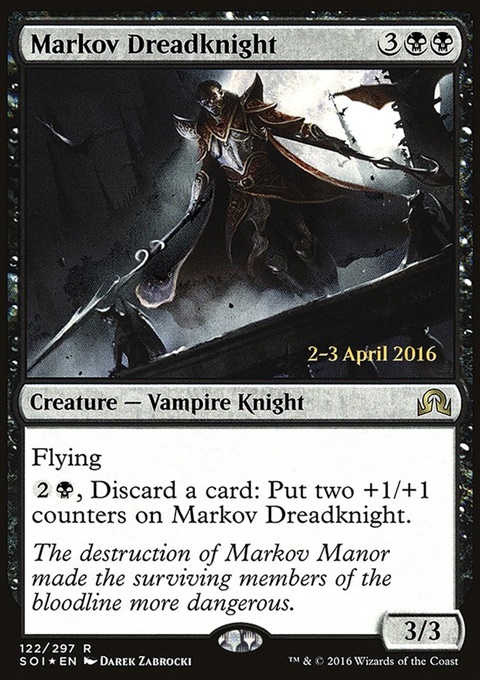 Markov Dreadknight 3
2–3 April 2016
Creature — Vampire Knight
Flying
2, Discard a card: Put two +1/+1
counters on Markov Dreadknight.
The destruction of Markov Manor
made the surviving members of the
bloodline more dangerous.
3/3
122/297 R
SOI★EN Darek Zabrocki
™ & © 2016 Wizards of the Coast